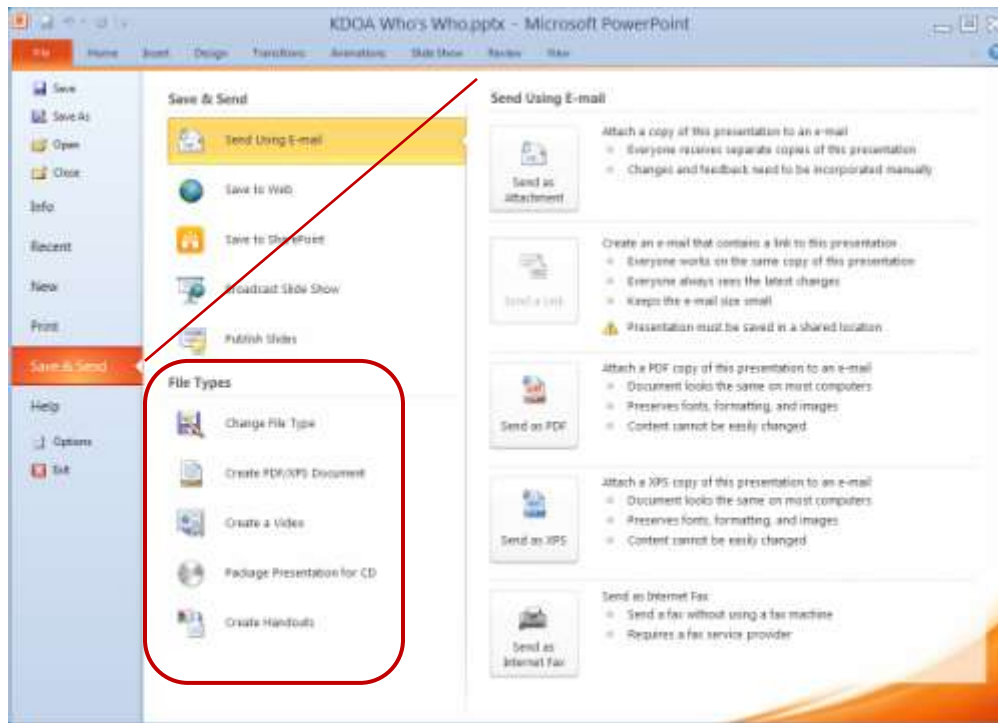 KDOA Who's Who.pptx - Microsoft PowerPoint
File Home Insert Design Transitions Animations Slide Show Review View
Save
Save As
Open
Close
Info
Recent
New
Print
Save & Send
Help
Options
Exit
Save & Send
Send Using E-mail
Save to Web
Save to SharePoint
Broadcast Slide Show
Publish Slides
File Types
Change File Type
Create PDF/XPS Document
Create a Video
Package Presentation for CD
Create Handouts
Send Using E-mail
Send as Attachment
Attach a copy of this presentation to an e-mail
Everyone receives separate copies of this presentation
Changes and feedback need to be incorporated manually
Send a Link
Create an e-mail that contains a link to this presentation
Everyone works on the same copy of this presentation
Everyone always sees the latest changes
Keeps the e-mail size small
Presentation must be saved in a shared location
Send as PDF
Attach a PDF copy of this presentation to an e-mail
Document looks the same on most computers
Preserves fonts, formatting, and images
Content cannot be easily changed
Send as XPS
Attach a XPS copy of this presentation to an e-mail
Document looks the same on most computers
Preserves fonts, formatting, and images
Content cannot be easily changed
Send as Internet Fax
Send as Internet Fax
Send a fax without using a fax machine
Requires a fax service provider